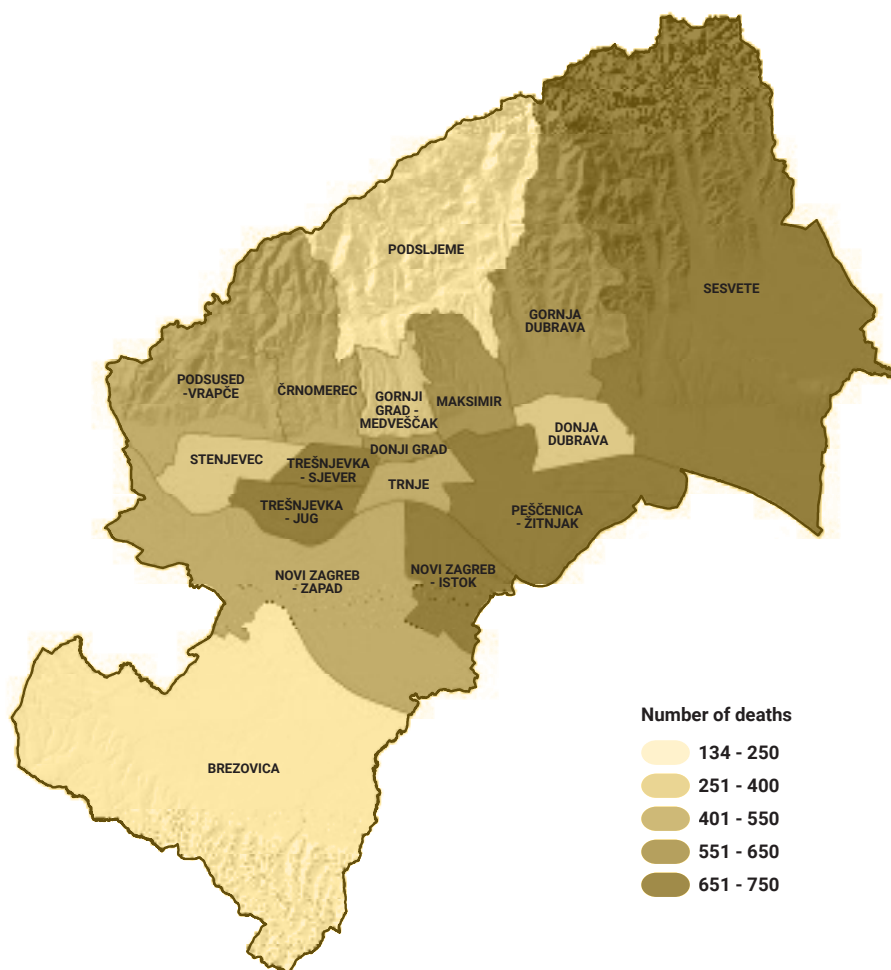 PODSLJEME
SESVETE
GORNJA
DUBRAVA
PODSUSED
-VRAPČE
ČRNOMEREC
GORNJI
GRAD -
MEDVEŠČAK
MAKSIMIR
DONJA
DUBRAVA
STENJEVEC
TREŠNJEVKA
- SJEVER
DONJI GRAD
TRNJE
TREŠNJEVKA
- JUG
PEŠČENICA
- ŽITNJAK
NOVI ZAGREB
- ZAPAD
NOVI ZAGREB
- ISTOK
BREZOVICA
Number of deaths
134 - 250
251 - 400
401 - 550
551 - 650
651 - 750